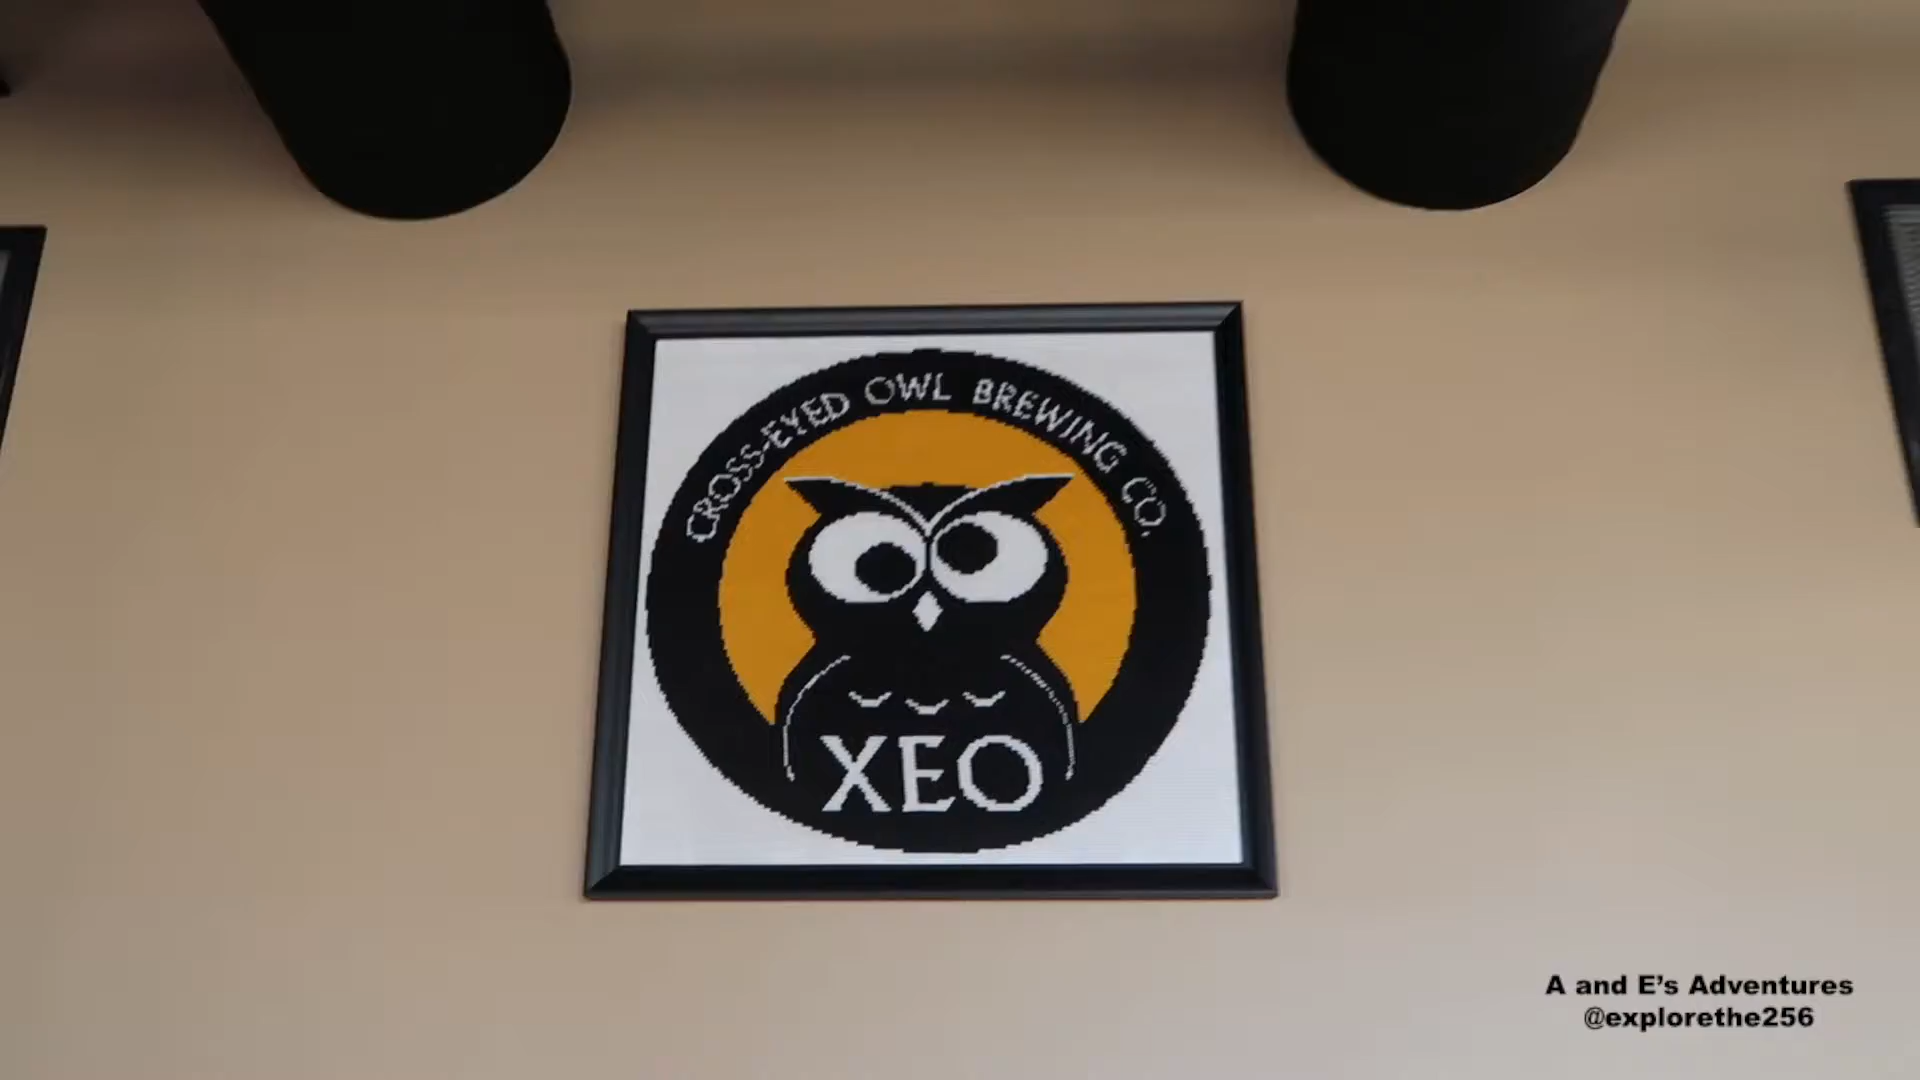 CROSS-EYED OWL BREWING CO.
XEO
A and E's Adventures
@explorethe256